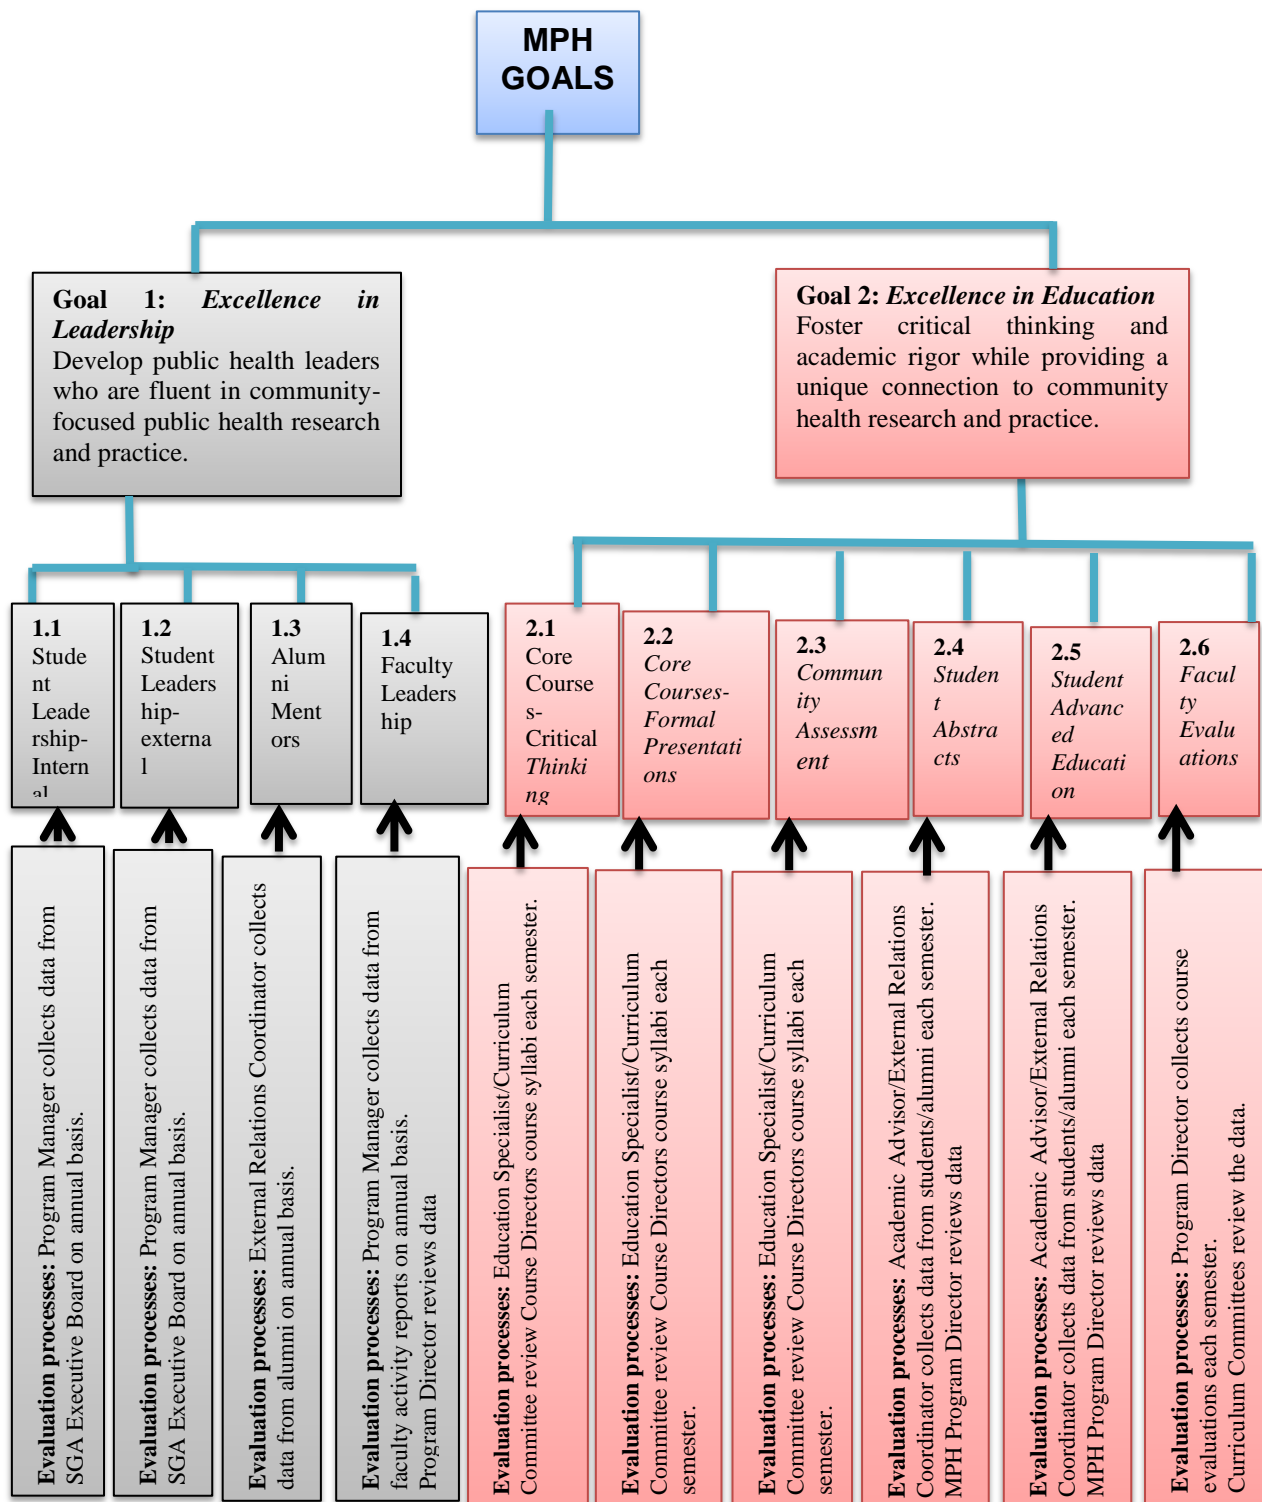 MPH
GOALS
Goal 1: Excellence in
Leadership
Develop public health leaders
who are fluent in community-
focused public health research
and practice.
Goal 2: Excellence in Education
Foster critical thinking and
academic rigor while providing a
unique connection to community
health research and practice.
1.1
Stude
nt
Leade
rship-
Intern
al
1.2
Student
Leaders
hip-
externa
l
1.3
Alum
ni
Ment
ors
1.4
Faculty
Leaders
hip
2.1
Core
Course
s-
Critical
Thinki
ng
2.2
Core
Courses-
Formal
Presentati
ons
2.3
Commu
nity
Assessm
ent
2.4
Studen
t
Abstra
cts
2.5
Student
Advanc
ed
Educati
on
2.6
Facul
ty
Evalu
ations
Evaluation processes: Program Manager collects data from
SGA Executive Board on annual basis.
Evaluation processes: Program Manager collects data from
SGA Executive Board on annual basis.
Evaluation processes: External Relations Coordinator collects
data from alumni on annual basis.
Evaluation processes: Program Manager collects data from
faculty activity reports on annual basis.
Program Director reviews data
Evaluation processes: Education Specialist/Curriculum
Committee review Course Directors course syllabi each semester.
Evaluation processes: Education Specialist/Curriculum
Committee review Course Directors course syllabi each
semester.
Evaluation processes: Education Specialist/Curriculum
Committee review Course Directors course syllabi each
semester.
Evaluation processes: Academic Advisor/External Relations
Coordinator collects data from students/alumni each semester.
MPH Program Director reviews data
Evaluation processes: Academic Advisor/External Relations
Coordinator collects data from students/alumni each semester.
MPH Program Director reviews data
Evaluation processes: Program Director collects course
evaluations each semester.
Curriculum Committees review the data.